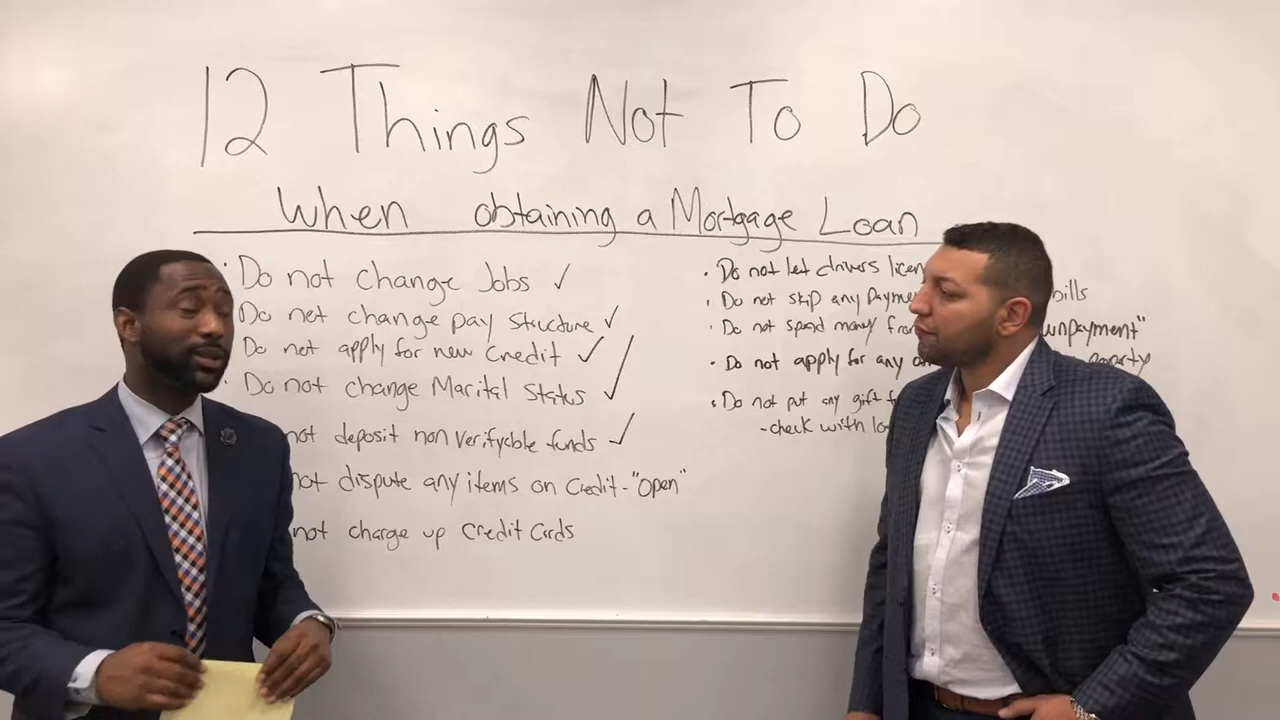 12 Things Not To Do
When obtaining a Mortgage Loan
· Do not Change Jobs ✓
Do not change pay structure ✓
Do not apply for new Credit ✓
· Do not change Marital Status ✓
not deposit non verifyable funds ✓
not dispute any items on Credit - "Open"
not charge up Credit Cards
· Do not let drivers licen
· Do not skip any payme bills
· Do not spend money fro wnpayment"
· Do not apply for any
· Do not put any gift
- check with